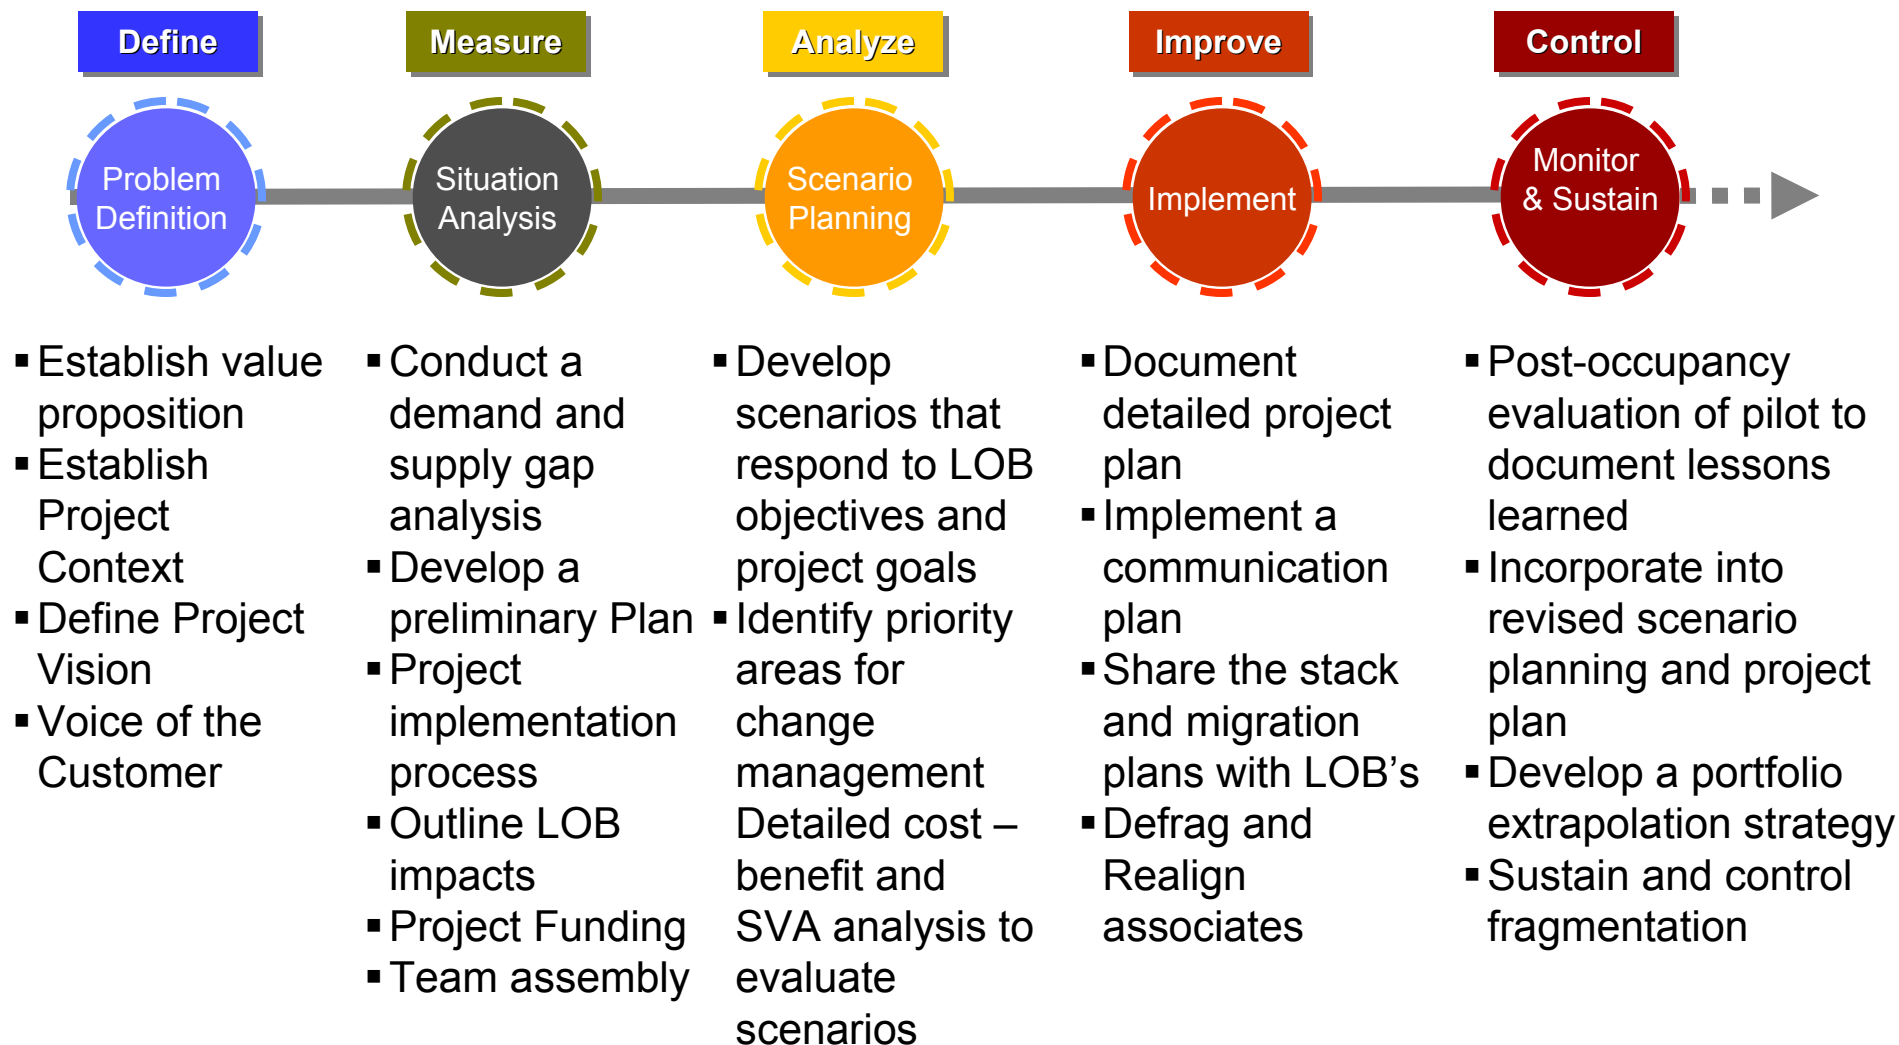 Define
Measure
Analyze
Improve
Control
Problem
Definition
Situation
Analysis
Scenario
Planning
Implement
Monitor
& Sustain
▪Establish value
proposition
▪Establish
Project
Context
▪Define Project
Vision
▪Voice of the
Customer
▪Conduct a
demand and
supply gap
analysis
▪Develop a
preliminary Plan
▪Project
implementation
process
▪Outline LOB
impacts
▪Project Funding
▪Team assembly
▪Develop
scenarios that
respond to LOB
objectives and
project goals
▪Identify priority
areas for
change
management
Detailed cost –
benefit and
SVA analysis to
evaluate
scenarios
▪Document
detailed project
plan
▪Implement a
communication
plan
▪Share the stack
and migration
plans with LOB’s
▪Defrag and
Realign
associates
▪Post-occupancy
evaluation of pilot to
document lessons
learned
▪Incorporate into
revised scenario
planning and project
plan
▪Develop a portfolio
extrapolation strategy
▪Sustain and control
fragmentation